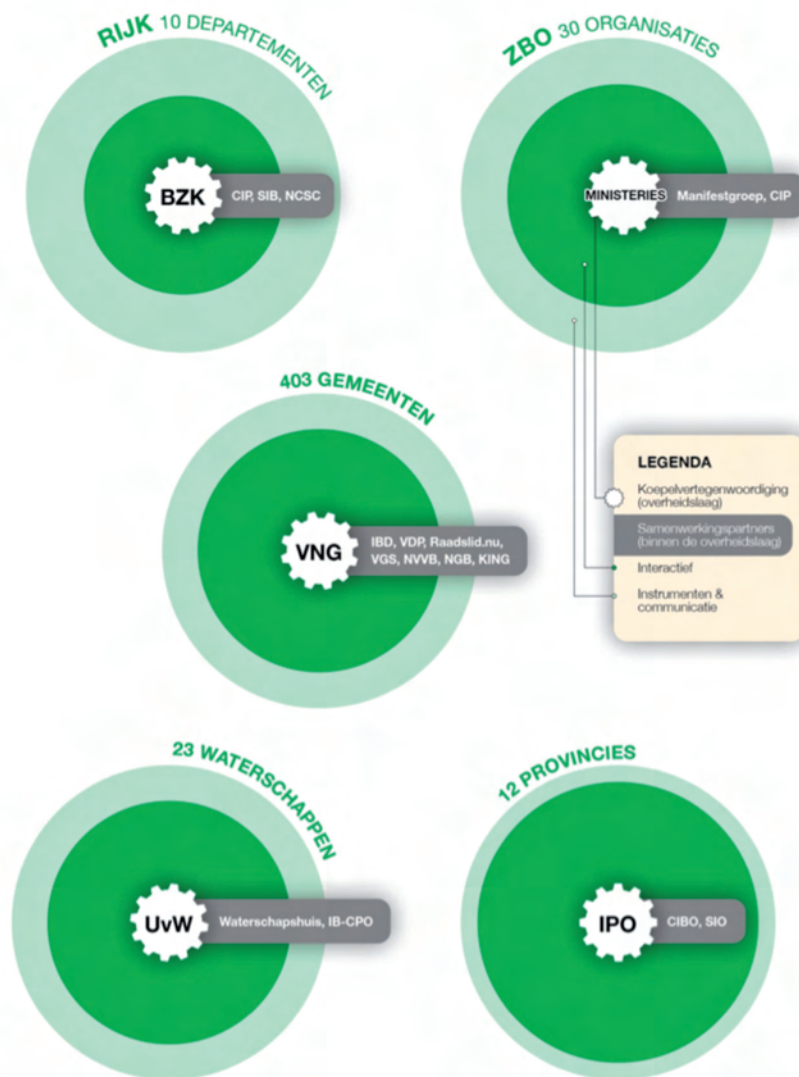 RIJK 10 DEPARTEMENTEN
BZK
CIP, SIB, NCSC
ZBO 30 ORGANISATIES
MINISTERIES
Manifestgroep, CIP
403 GEMEENTEN
VNG
IBD, VDP, Raadslid.nu,
VGS, NVVB, NGB, KING
LEGENDA
Koepelvertegenwoordiging
(overheidslaag)
Samenwerkingspartners
(binnen de overheidslaag)
Interactief
Instrumenten &
communicatie
23 WATERSCHAPPEN
UvW
Waterschapshuis, IB-CPO
12 PROVINCIES
IPO
CIBO, SIO